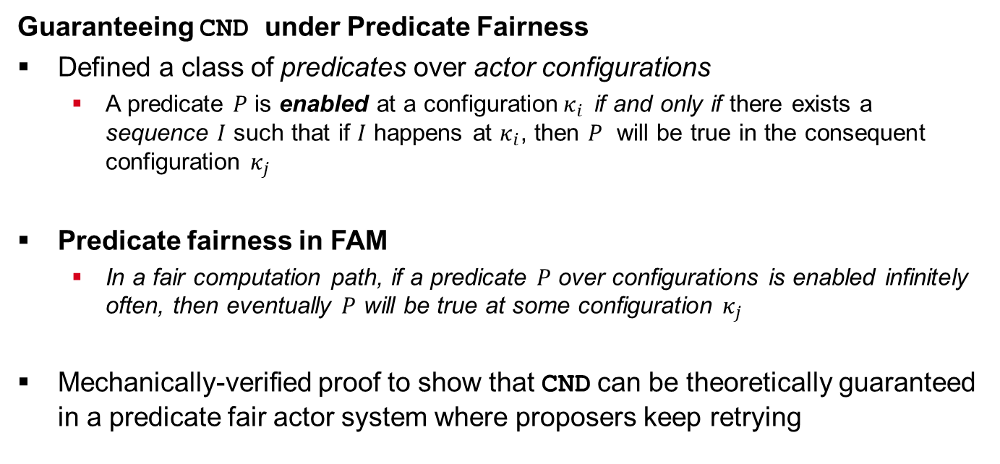 Guaranteeing CND under Predicate Fairness
▪ Defined a class of predicates over actor configurations
▪ A predicate 𝑃 is enabled at a configuration 𝜅ᵢ if and only if there exists a
sequence 𝐼 such that if 𝐼 happens at 𝜅ᵢ, then 𝑃 will be true in the consequent
configuration 𝜅ⱼ
▪ Predicate fairness in FAM
▪ In a fair computation path, if a predicate 𝑃 over configurations is enabled infinitely
often, then eventually 𝑃 will be true at some configuration 𝜅ⱼ
▪ Mechanically-verified proof to show that CND can be theoretically guaranteed
in a predicate fair actor system where proposers keep retrying